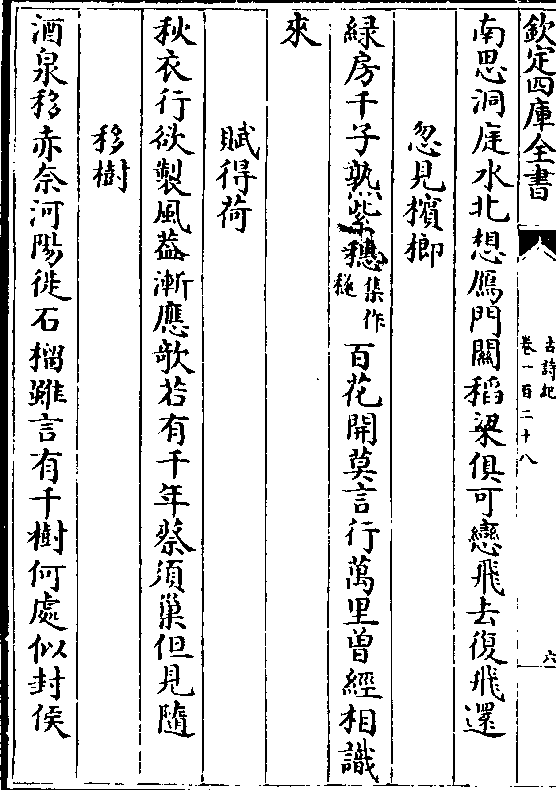 欽定四庫全書
古詩紀
卷一百二十八
六
南思洞庭水北想鴈門關稻粱俱可戀飛去復飛還
忽見檳榔
緑房千子熟紫穗集作穟百花開莫言行萬里曾經相識
來
賦得荷
秋衣行欲製風葢漸應欹若有千年蔡須巢但見隨
移樹
酒泉移赤奈河陽徙石榴雖言有千樹何處似封侯